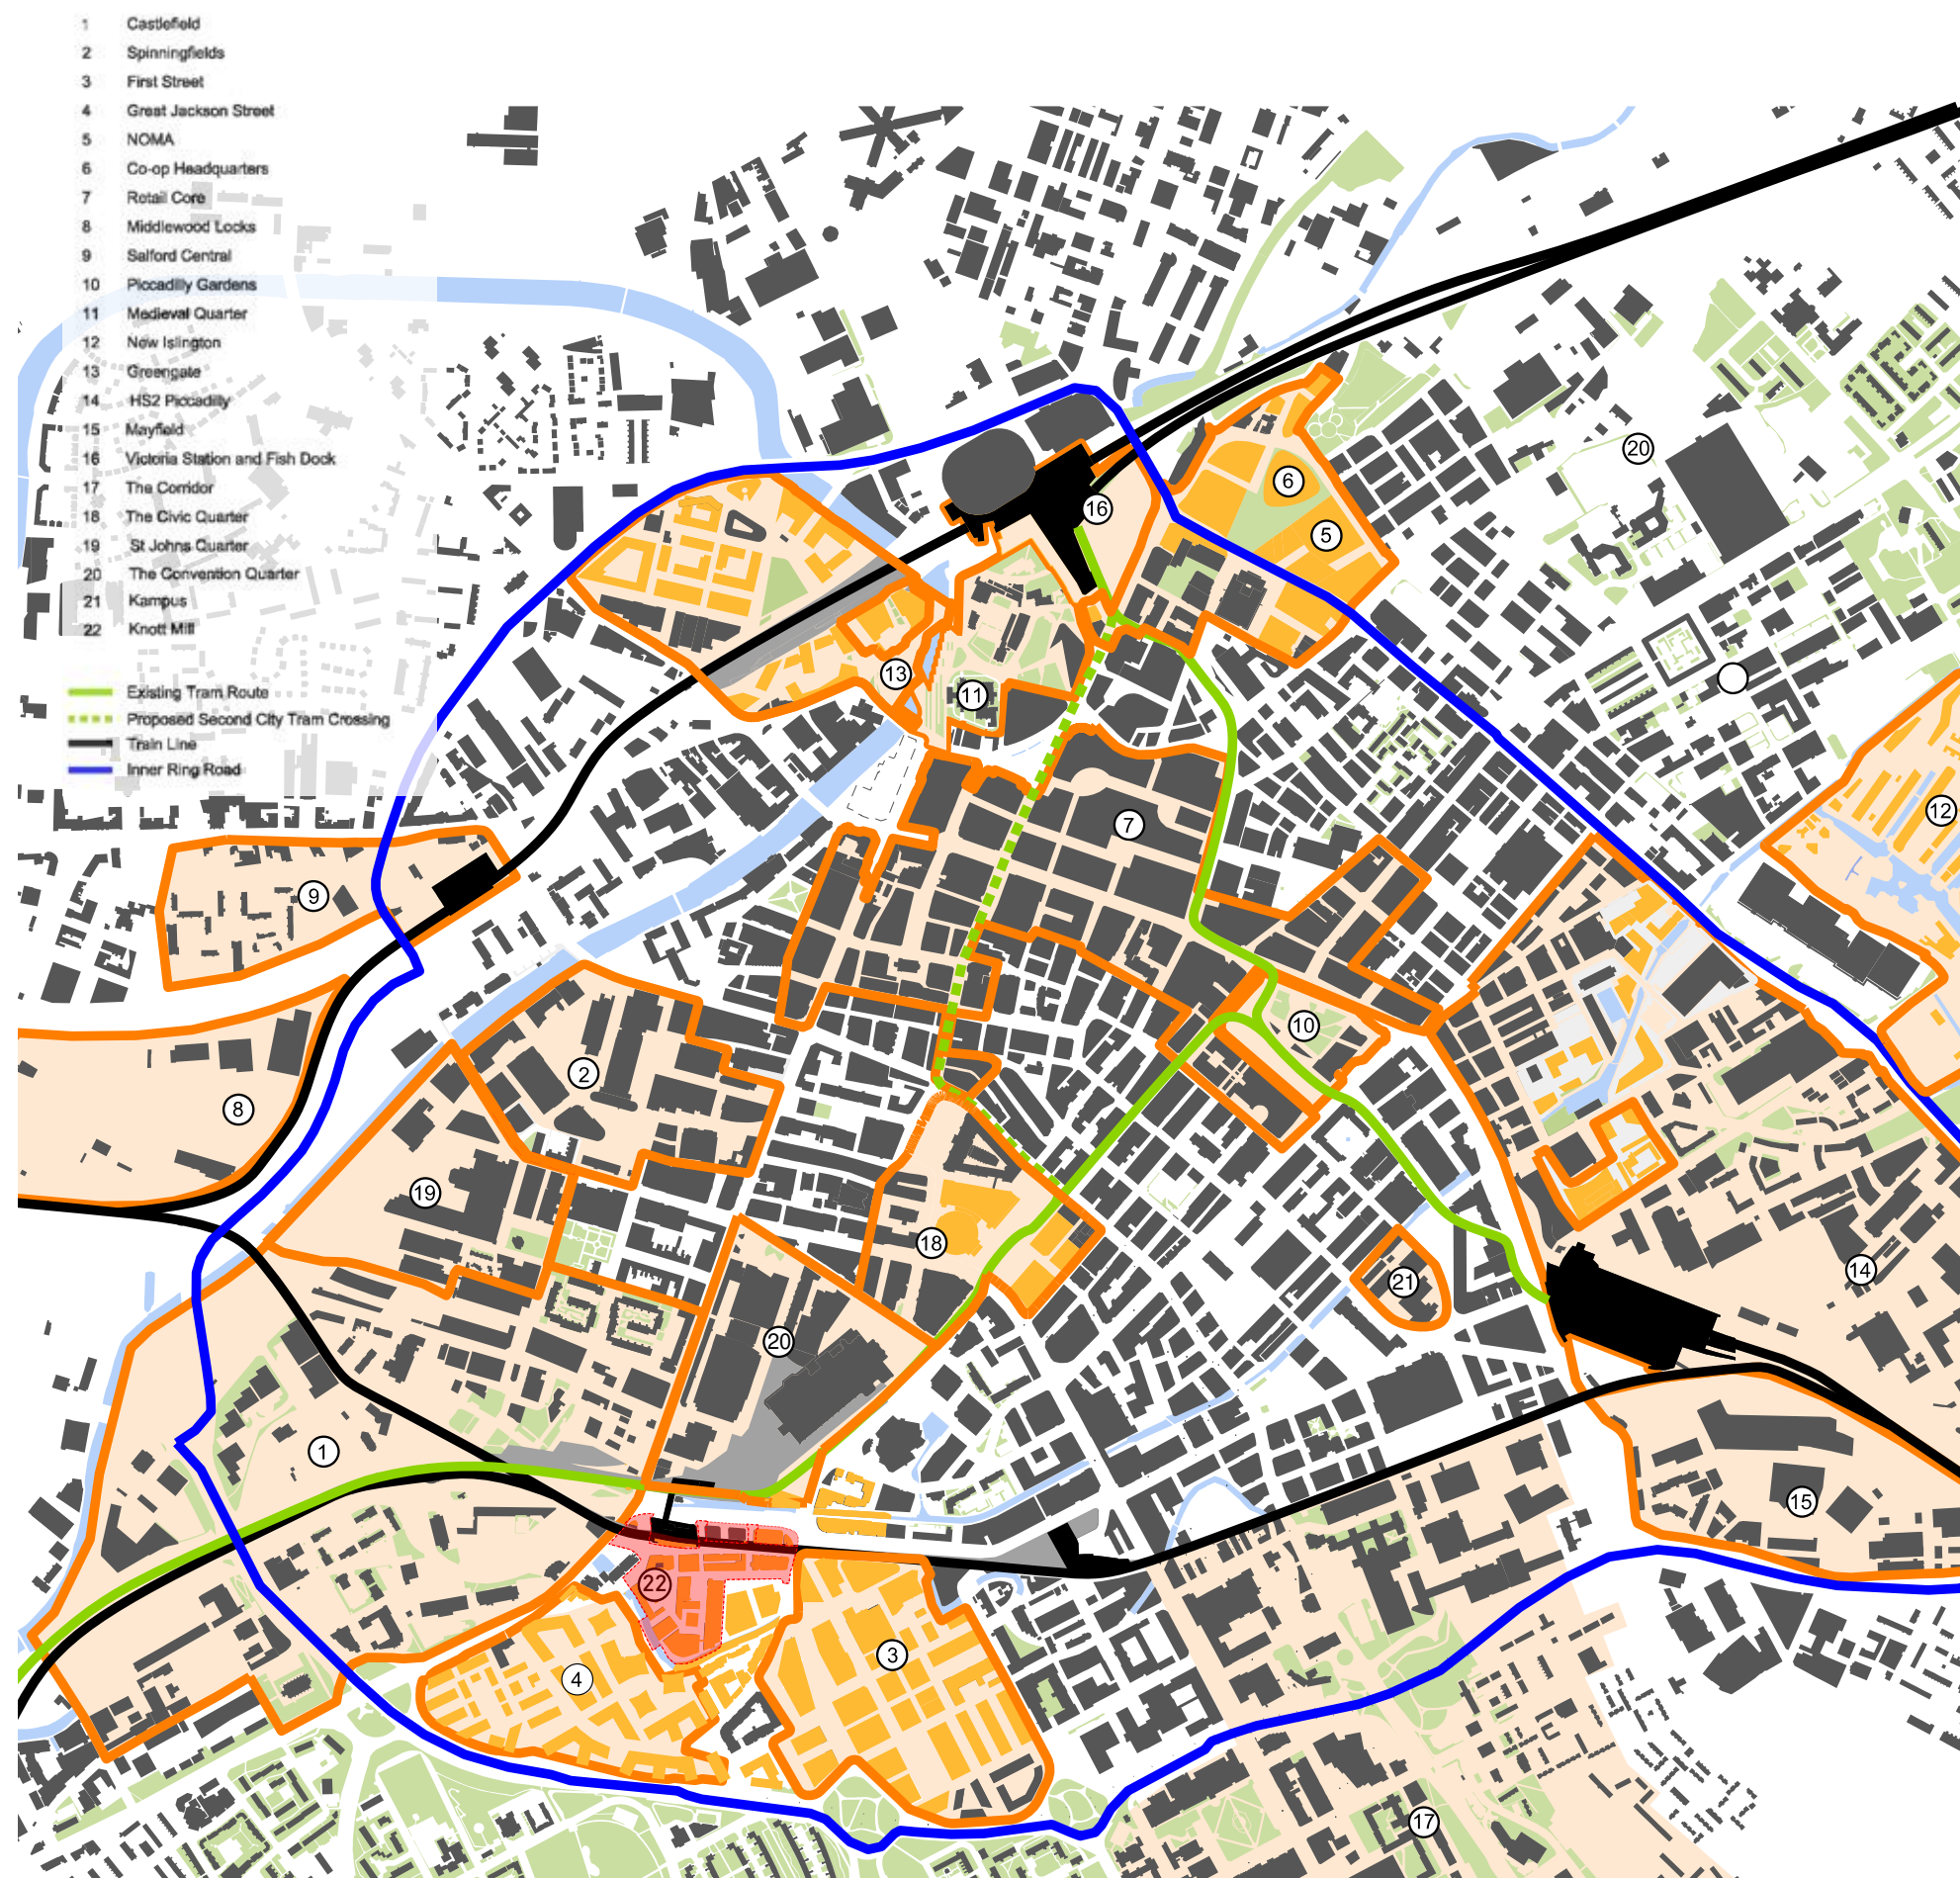 1 Castlefield
2 Spinningfields
3 First Street
4 Great Jackson Street
5 NOMA
6 Co-op Headquarters
7 Retail Core
8 Middlewood Locks
9 Salford Central
10 Piccadilly Gardens
11 Medieval Quarter
12 New Islington
13 Greengate
14 HS2 Piccadilly
15 Mayfield
16 Victoria Station and Fish Dock
17 The Corridor
18 The Civic Quarter
19 St Johns Quarter
20 The Convention Quarter
21 Kampus
22 Knott Mill
Existing Tram Route
Proposed Second City Tram Crossing
Train Line
Inner Ring Road
20
6
16
5
13
11
12
7
9
10
2
8
19
18
14
21
20
1
15
22
3
4
17